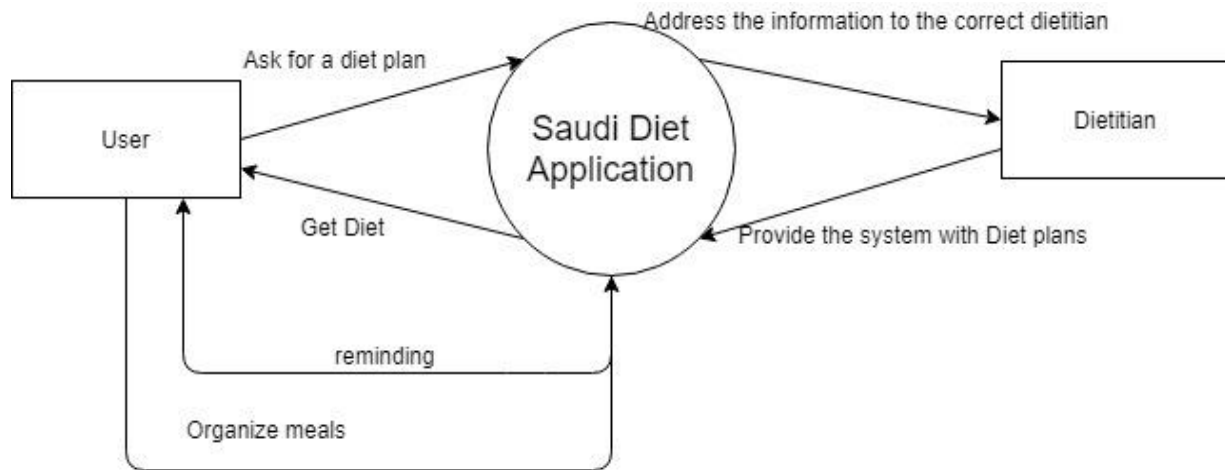 Address the information to the correct dietitian
Ask for a diet plan
User
Saudi Diet
Application
Dietitian
Get Diet
Provide the system with Diet plans
reminding
Organize meals